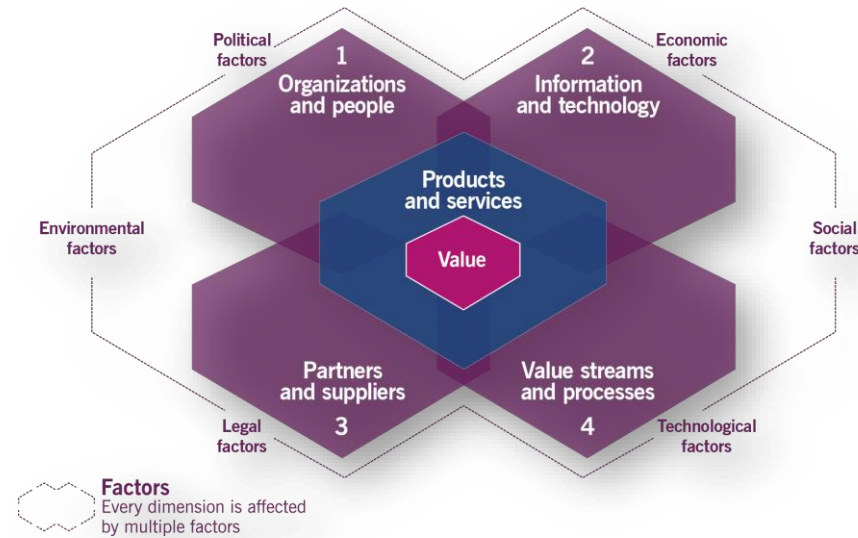 Political
factors
1
Organizations
and people
2
Information
and technology
Economic
factors
Products
and services
Value
Environmental
factors
Social
factors
Partners
and suppliers
3
Value streams
and processes
4
Legal
factors
Technological
factors
Factors
Every dimension is affected
by multiple factors